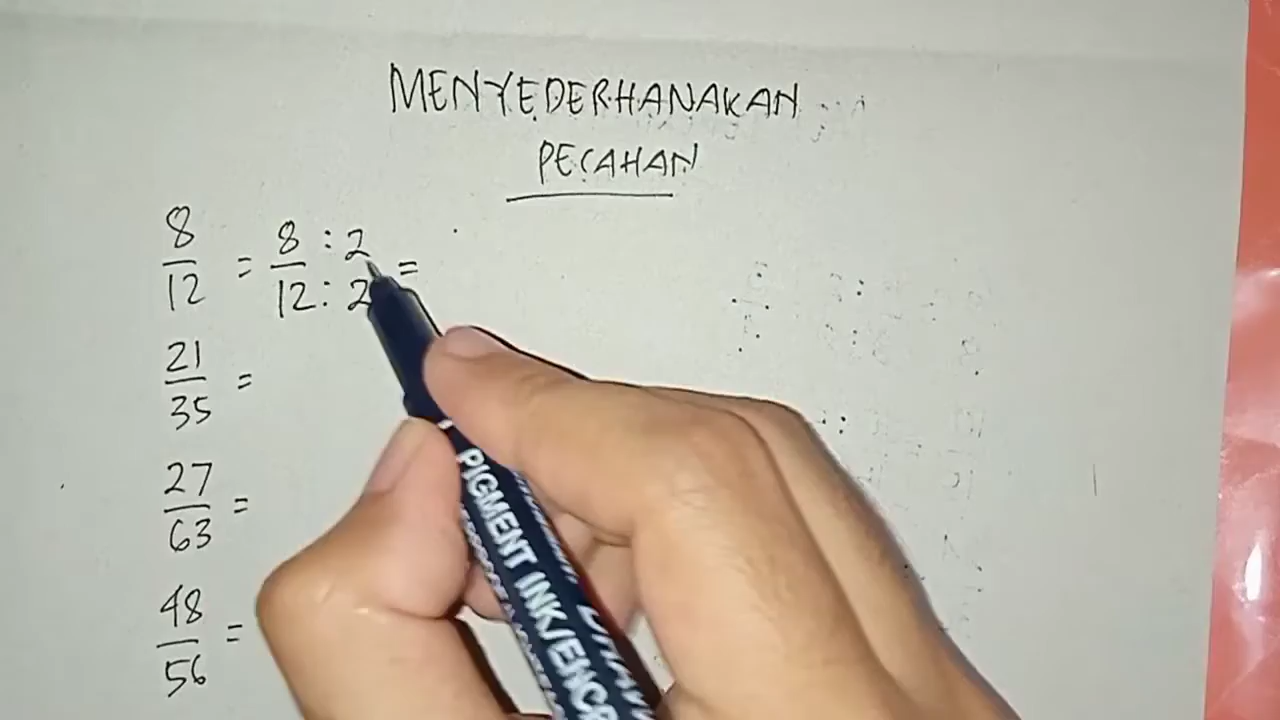 MENYEDERHANAKAN
PECAHAN
8/12 = 8 : 2 / 12 : 2 =
21/35 =
27/63 =
48/56 =
PIGMENT INK/ENCRE